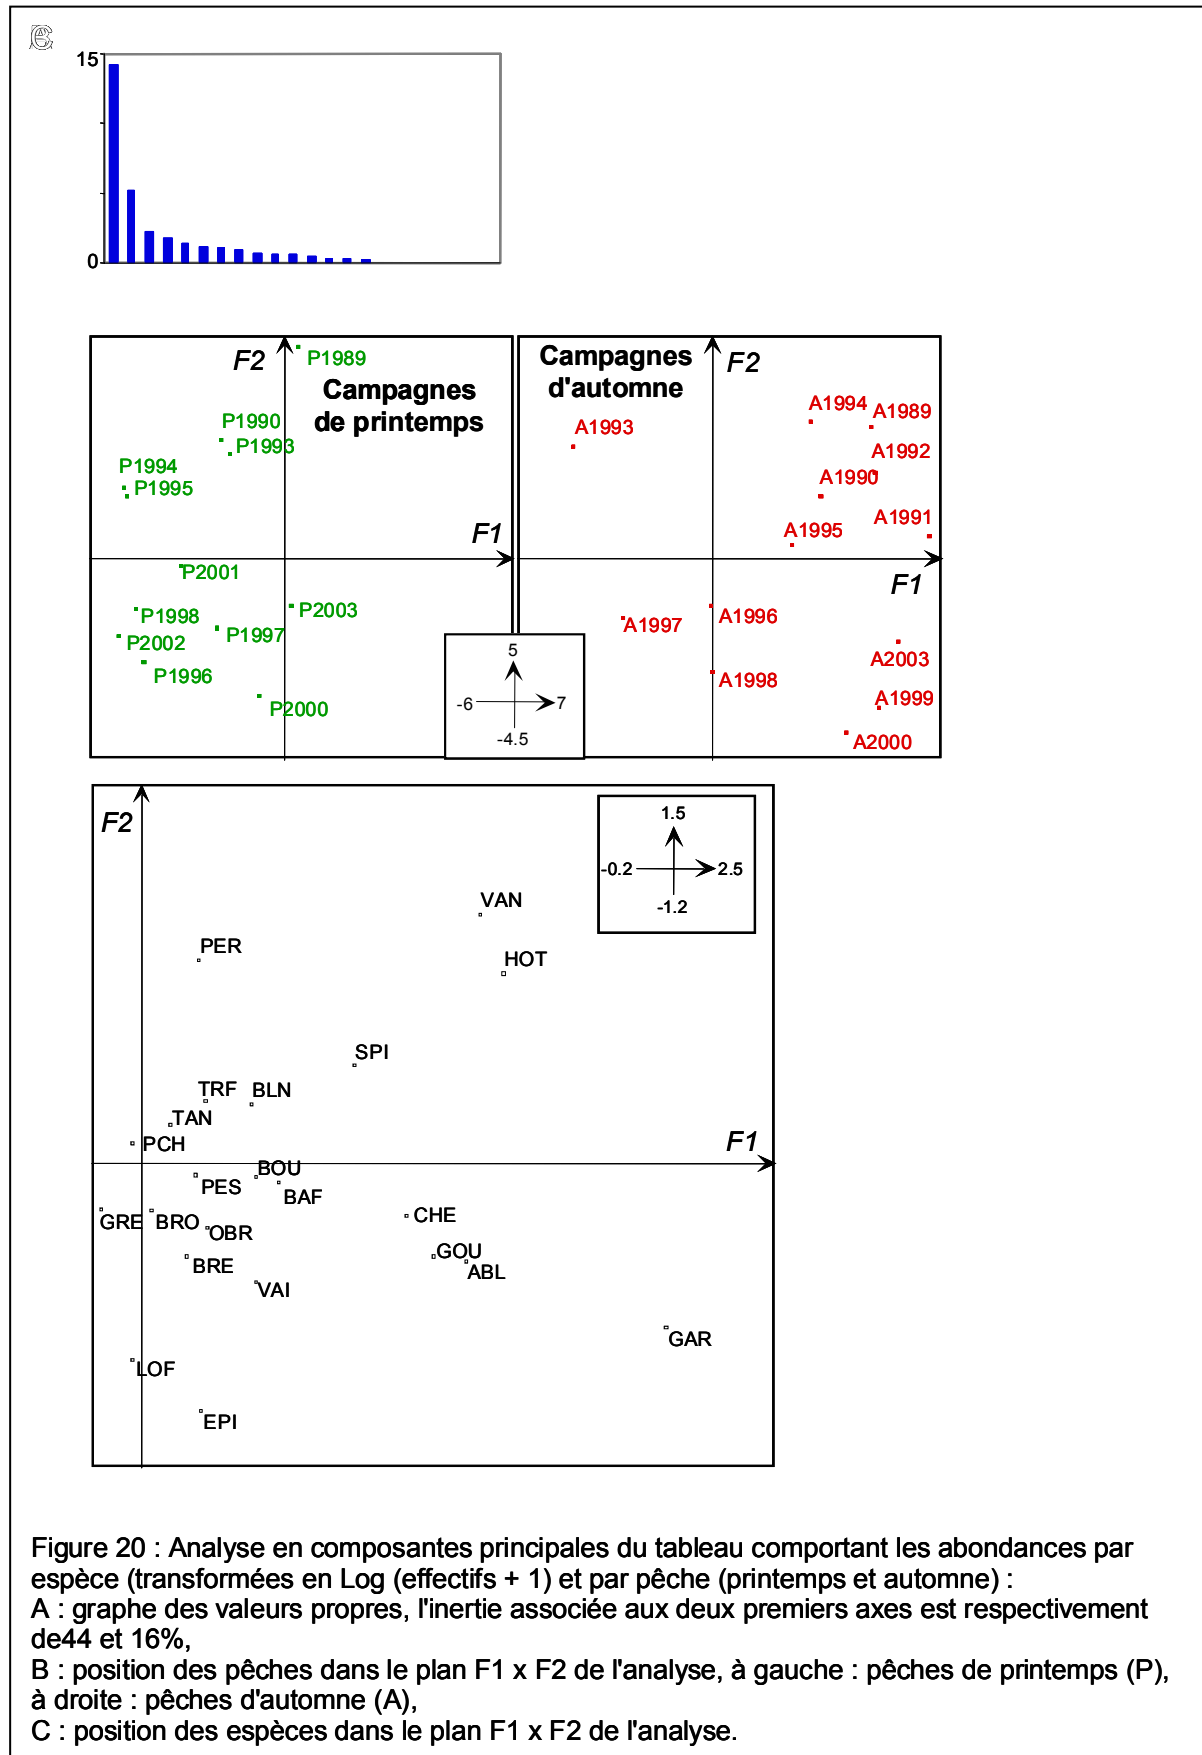 15
0
F2
P1989
Campagnes
de printemps
P1990
P1993
P1994
P1995
F1
P2001
P1998
P2003
P2002
P1997
P1996
P2000
Campagnes
d'automne
F2
A1993
A1994
A1989
A1992
A1990
A1991
A1995
F1
A1997
A1996
A2003
A1998
A1999
A2000
5
-6
7
-4.5
F2
1.5
-0.2
2.5
-1.2
VAN
PER
HOT
SPI
TRF
BLN
TAN
PCH
F1
BOU
PES
BAF
GRE
BRO
OBR
CHE
BRE
GOU
ABL
VAI
GAR
LOF
EPI
Figure 20 : Analyse en composantes principales du tableau comportant les abondances par
espèce (transformées en Log (effectifs + 1) et par pêche (printemps et automne) :
A : graphe des valeurs propres, l'inertie associée aux deux premiers axes est respectivement
de44 et 16%,
B : position des pêches dans le plan F1 x F2 de l'analyse, à gauche : pêches de printemps (P),
à droite : pêches d'automne (A),
C : position des espèces dans le plan F1 x F2 de l'analyse.